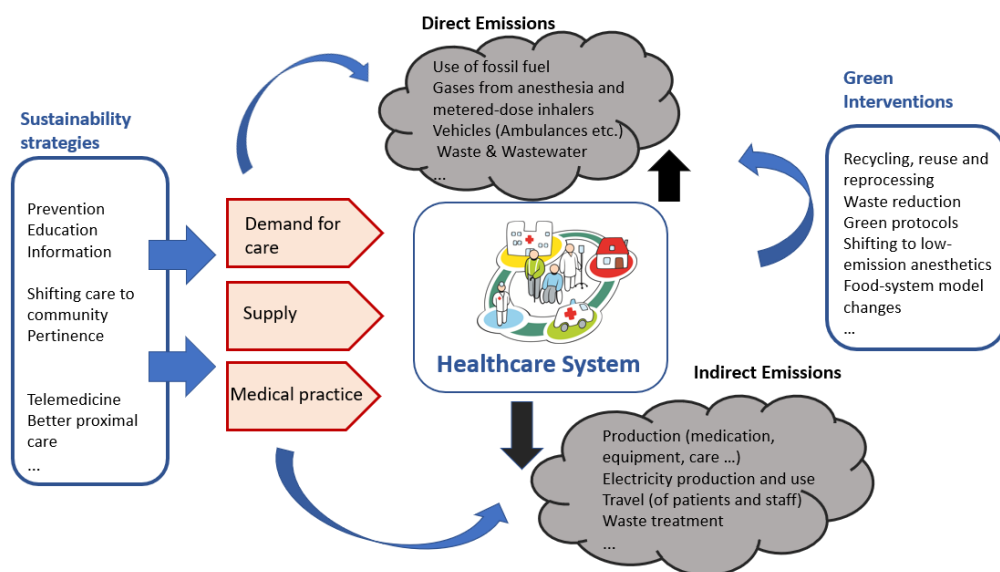 Direct Emissions
Use of fossil fuel
Gases from anesthesia and
metered-dose inhalers
Vehicles (Ambulances etc.)
Waste & Wastewater
...
Sustainability
strategies
Prevention
Education
Information
Shifting care to
community
Pertinence
Telemedicine
Better proximal
care
...
Demand for
care
Supply
Medical practice
Healthcare System
Green
Interventions
Recycling, reuse and
reprocessing
Waste reduction
Green protocols
Shifting to low-
emission anesthetics
Food-system model
changes
...
Indirect Emissions
Production (medication,
equipment, care ...)
Electricity production and use
Travel (of patients and staff)
Waste treatment
...